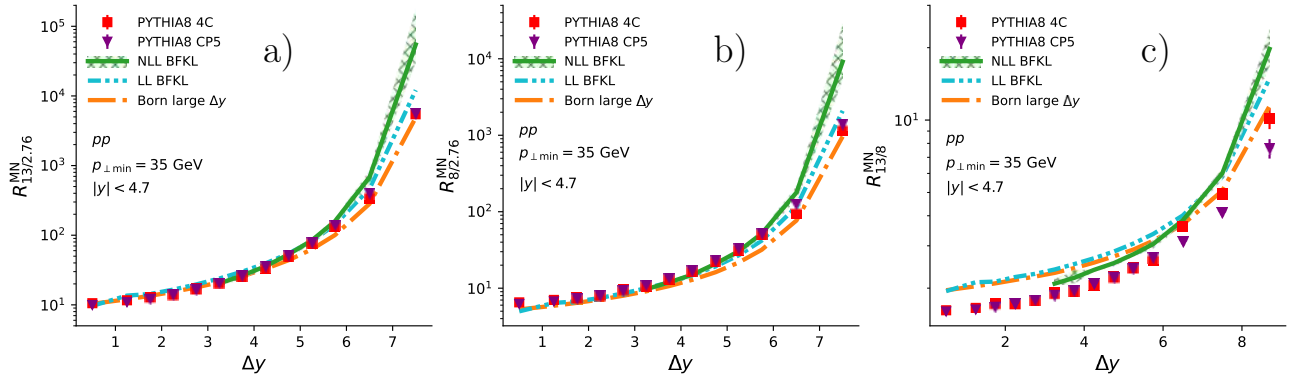 a)
PYTHIA8 4C
PYTHIA8 CP5
NLL BFKL
LL BFKL
Born large Δy
pp
p⊥min = 35 GeV
|y| < 4.7
R^MN_13/2.76
10^5
10^4
10^3
10^2
10^1
1 2 3 4 5 6 7
Δy
b)
PYTHIA8 4C
PYTHIA8 CP5
NLL BFKL
LL BFKL
Born large Δy
pp
p⊥min = 35 GeV
|y| < 4.7
R^MN_8/2.76
10^4
10^3
10^2
10^1
1 2 3 4 5 6 7
Δy
c)
PYTHIA8 4C
PYTHIA8 CP5
NLL BFKL
LL BFKL
Born large Δy
pp
p⊥min = 35 GeV
|y| < 4.7
R^MN_13/8
10^1
2 4 6 8
Δy